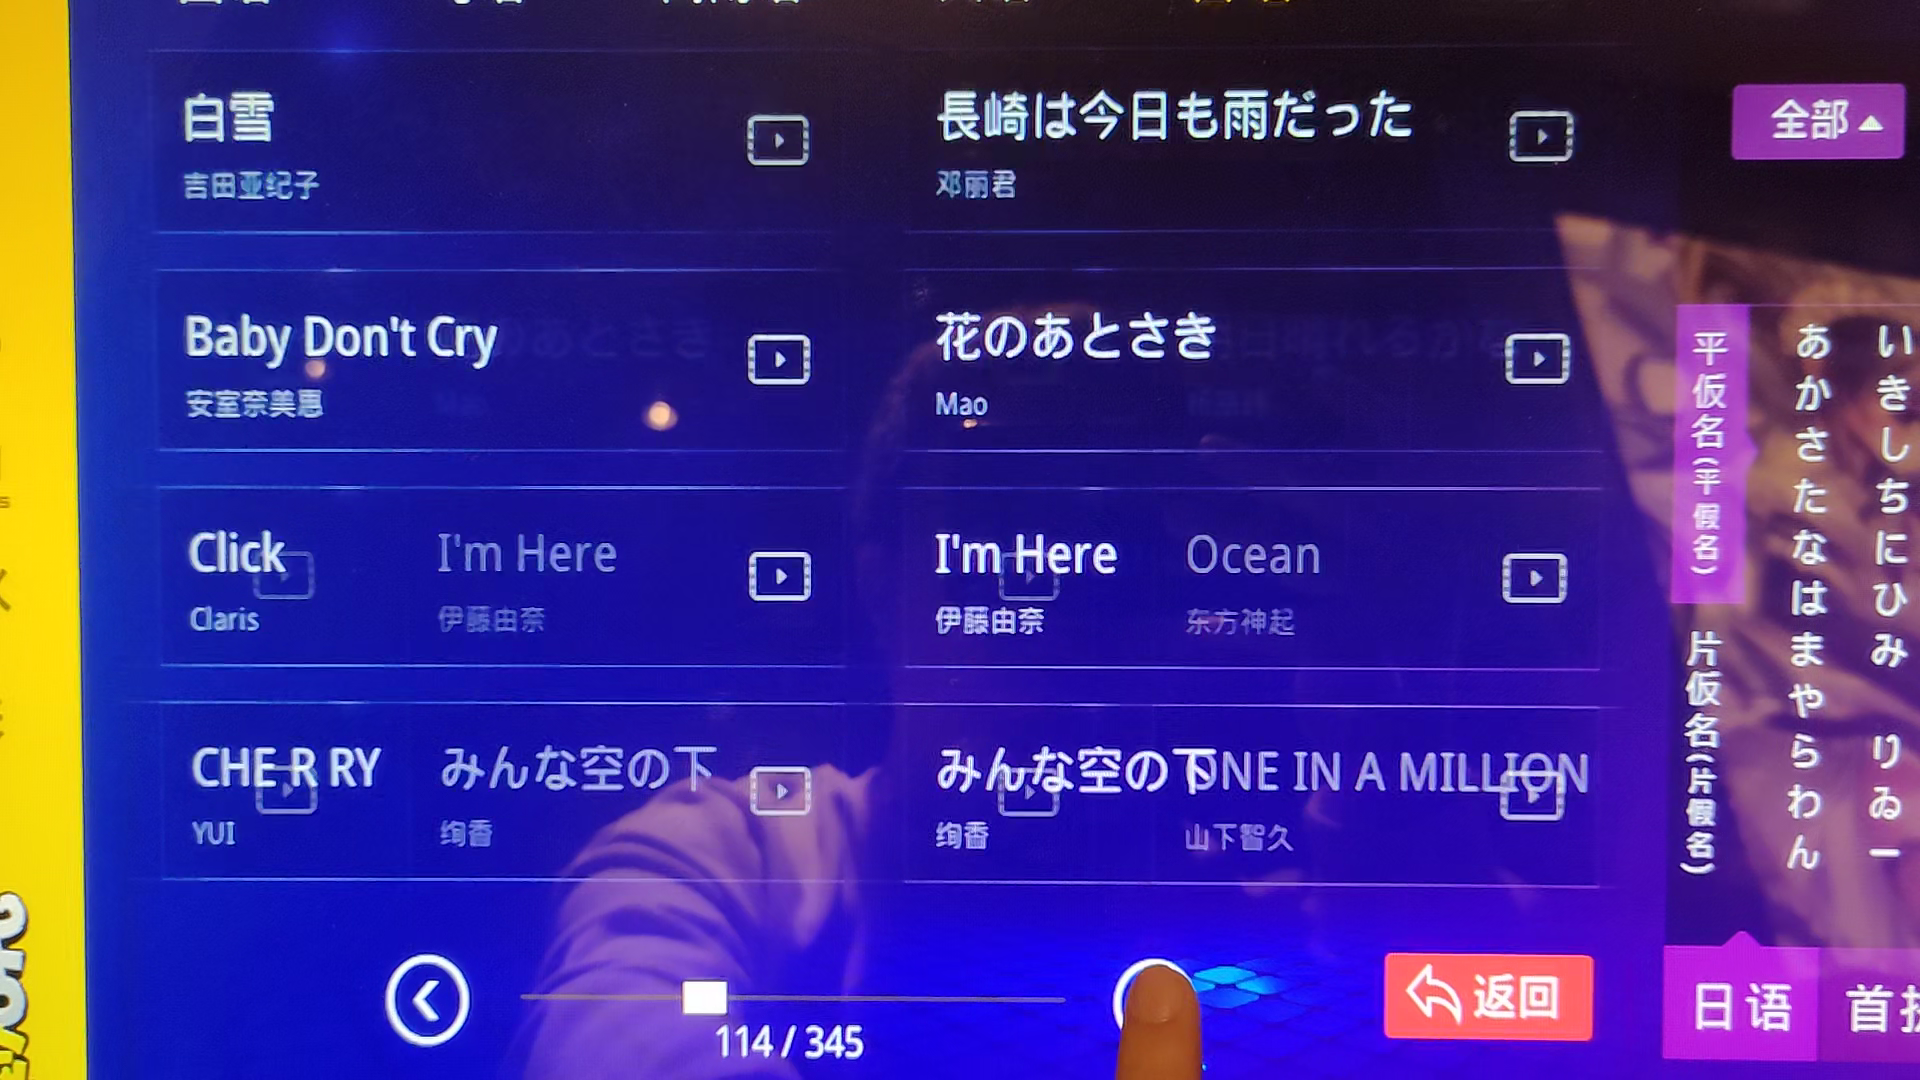 白雪
吉田亚纪子
長崎は今日も雨だった
邓丽君
全部
Baby Don't Cry
安室奈美惠
花のあとさき
Mao
Click
Claris
I'm Here
伊藤由奈
I'm Here
伊藤由奈
Ocean
东方神起
CHE.R RY
YUI
みんな空の下
绚香
みんな空の下
绚香
ONE IN A MILLION
山下智久
平仮名(平假名)
片仮名(片假名)
あかさたなはまやらわん
いきしちにひみ りゐー
114 / 345
返回
日语
首